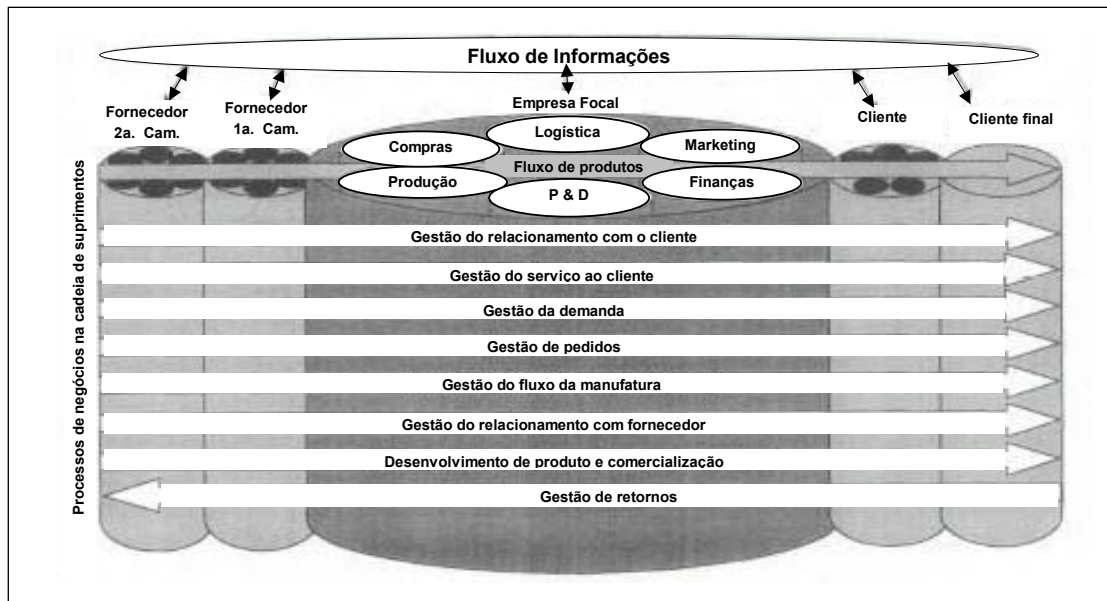 Fluxo de Informações
Fornecedor
2a. Cam.
Fornecedor
1a. Cam.
Empresa Focal
Cliente
Cliente final
Logística
Compras
Marketing
Fluxo de produtos
Produção
Finanças
P & D
Processos de negócios na cadeia de suprimentos
Gestão do relacionamento com o cliente
Gestão do serviço ao cliente
Gestão da demanda
Gestão de pedidos
Gestão do fluxo da manufatura
Gestão do relacionamento com fornecedor
Desenvolvimento de produto e comercialização
Gestão de retornos